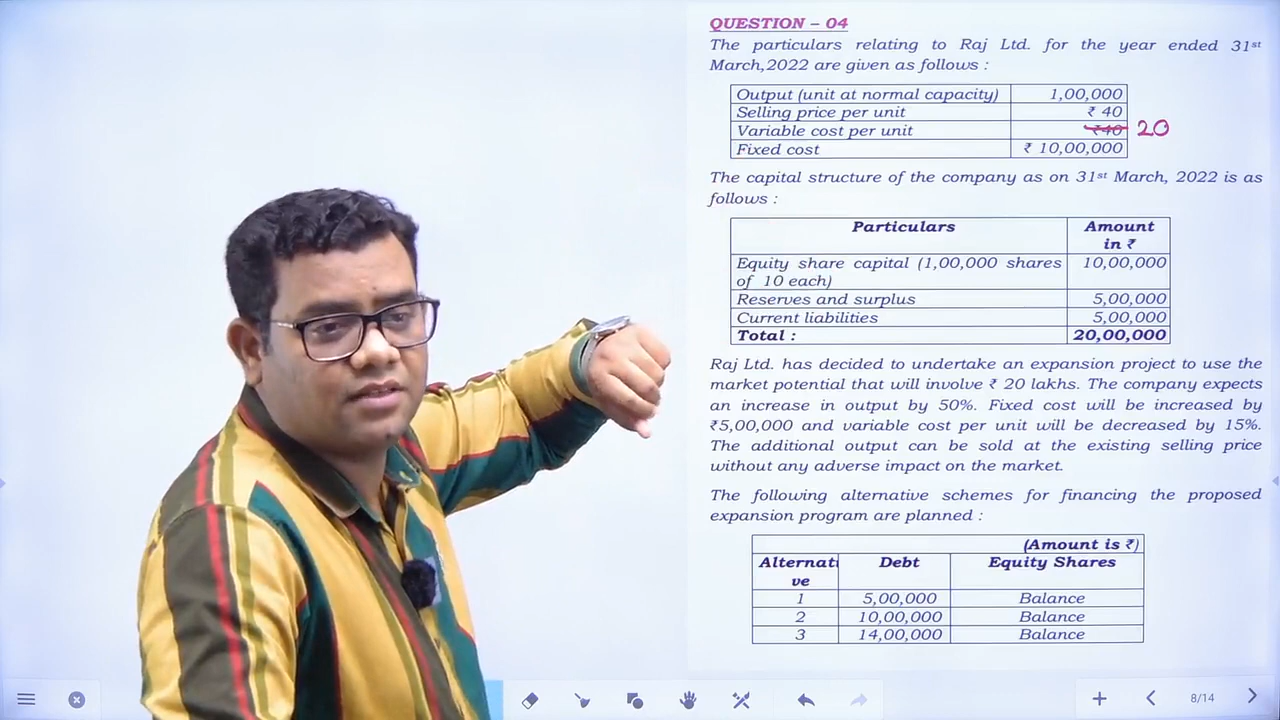 QUESTION – 04
The particulars relating to Raj Ltd. for the year ended 31st
March,2022 are given as follows :
Output (unit at normal capacity) 1,00,000
Selling price per unit ₹ 40
Variable cost per unit ₹40 20
Fixed cost ₹ 10,00,000
The capital structure of the company as on 31st March, 2022 is as
follows :
Particulars Amount
in ₹
Equity share capital (1,00,000 shares 10,00,000
of 10 each)
Reserves and surplus 5,00,000
Current liabilities 5,00,000
Total : 20,00,000
Raj Ltd. has decided to undertake an expansion project to use the
market potential that will involve ₹ 20 lakhs. The company expects
an increase in output by 50%. Fixed cost will be increased by
₹5,00,000 and variable cost per unit will be decreased by 15%.
The additional output can be sold at the existing selling price
without any adverse impact on the market.
The following alternative schemes for financing the proposed
expansion program are planned :
(Amount is ₹)
Alternati Debt Equity Shares
ve
1 5,00,000 Balance
2 10,00,000 Balance
3 14,00,000 Balance
8/14